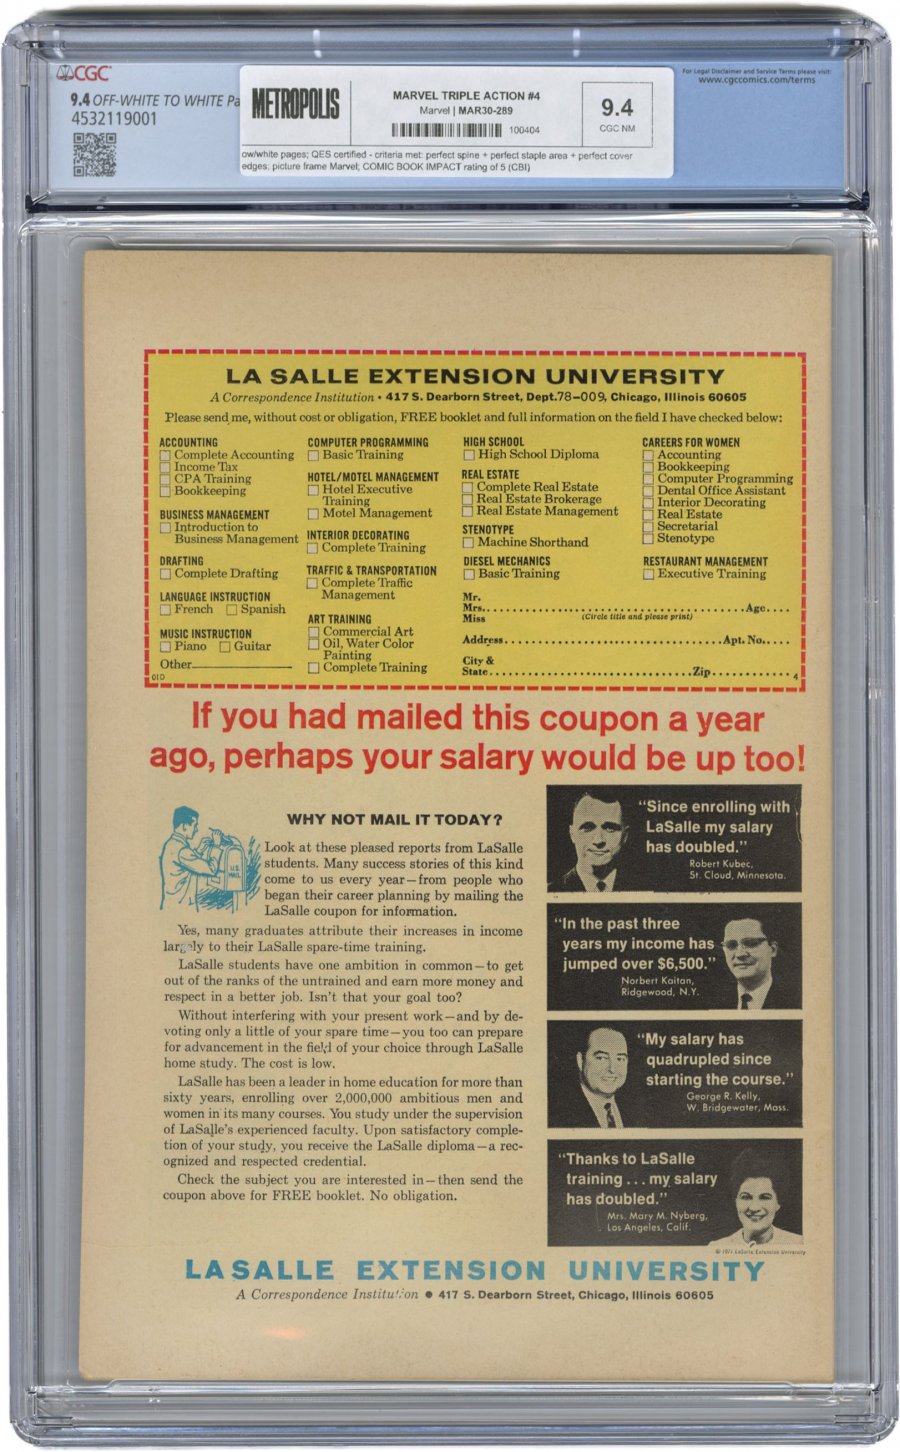 CGC
9.4 OFF-WHITE TO WHITE Pa
4532119001
METROPOLIS
MARVEL TRIPLE ACTION #4
Marvel | MAR30-289
100404
9.4
CGC NM
ow/white pages; QES certified - criteria met: perfect spine + perfect staple area + perfect cover
edges; picture frame Marvel; COMIC BOOK IMPACT rating of 5 (CBI)
For Legal Disclaimer and Service Terms please visit:
www.cgccomics.com/terms
LA SALLE EXTENSION UNIVERSITY
A Correspondence Institution • 417 S. Dearborn Street, Dept.78-009, Chicago, Illinois 60605
Please send me, without cost or obligation, FREE booklet and full information on the field I have checked below:
ACCOUNTING
Complete Accounting
Income Tax
CPA Training
Bookkeeping
BUSINESS MANAGEMENT
Introduction to
Business Management
DRAFTING
Complete Drafting
LANGUAGE INSTRUCTION
French Spanish
MUSIC INSTRUCTION
Piano Guitar
Other
01D
COMPUTER PROGRAMMING
Basic Training
HOTEL/MOTEL MANAGEMENT
Hotel Executive
Training
Motel Management
INTERIOR DECORATING
Complete Training
TRAFFIC & TRANSPORTATION
Complete Traffic
Management
ART TRAINING
Commercial Art
Oil, Water Color
Painting
Complete Training
HIGH SCHOOL
High School Diploma
REAL ESTATE
Complete Real Estate
Real Estate Brokerage
Real Estate Management
STENOTYPE
Machine Shorthand
DIESEL MECHANICS
Basic Training
CAREERS FOR WOMEN
Accounting
Bookkeeping
Computer Programming
Dental Office Assistant
Interior Decorating
Real Estate
Secretarial
Stenotype
RESTAURANT MANAGEMENT
Executive Training
Mr.
Mrs. Age
Miss (Circle title and please print)
Address Apt. No.
City &
State Zip
4
If you had mailed this coupon a year
ago, perhaps your salary would be up too!
U.S.
MAIL
WHY NOT MAIL IT TODAY?
Look at these pleased reports from LaSalle
students. Many success stories of this kind
come to us every year—from people who
began their career planning by mailing the
LaSalle coupon for information.
Yes, many graduates attribute their increases in income
largely to their LaSalle spare-time training.
LaSalle students have one ambition in common—to get
out of the ranks of the untrained and earn more money and
respect in a better job. Isn't that your goal too?
Without interfering with your present work—and by de-
voting only a little of your spare time—you too can prepare
for advancement in the field of your choice through LaSalle
home study. The cost is low.
LaSalle has been a leader in home education for more than
sixty years, enrolling over 2,000,000 ambitious men and
women in its many courses. You study under the supervision
of LaSalle's experienced faculty. Upon satisfactory comple-
tion of your study, you receive the LaSalle diploma—a rec-
ognized and respected credential.
Check the subject you are interested in—then send the
coupon above for FREE booklet. No obligation.
"Since enrolling with
LaSalle my salary
has doubled."
Robert Kubec,
St. Cloud, Minnesota.
"In the past three
years my income has
jumped over $6,500."
Norbert Kaitan,
Ridgewood, N.Y.
"My salary has
quadrupled since
starting the course."
George R. Kelly,
W. Bridgewater, Mass.
"Thanks to LaSalle
training ... my salary
has doubled."
Mrs. Mary M. Nyberg,
Los Angeles, Calif.
© 1971 LaSalle Extension University
LA SALLE EXTENSION UNIVERSITY
A Correspondence Institution • 417 S. Dearborn Street, Chicago, Illinois 60605